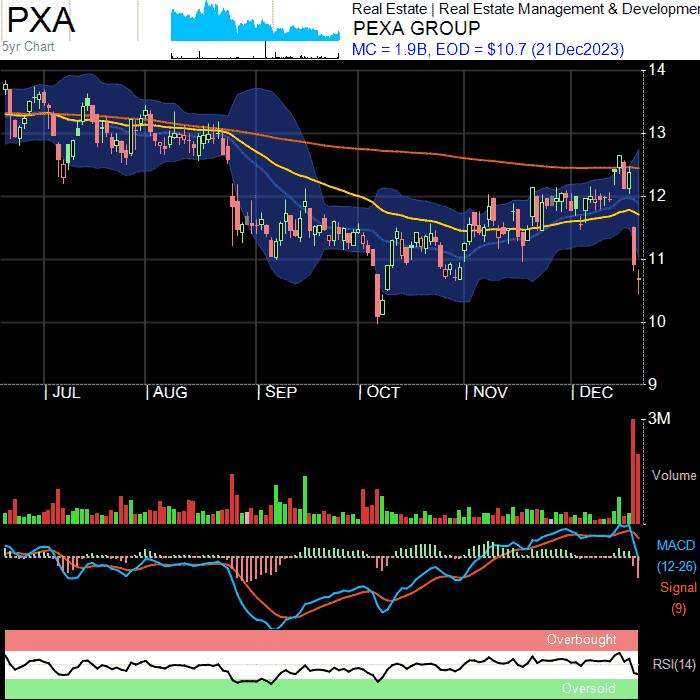 PXA
5yr Chart
Real Estate | Real Estate Management & Developmen
PEXA GROUP
MC = 1.9B, EOD = $10.7 (21Dec2023)
14
13
12
11
10
9
| JUL | AUG | SEP | OCT | NOV | DEC
3M
Volume
MACD
(12-26)
Signal
(9)
Overbought
RSI(14)
Oversold